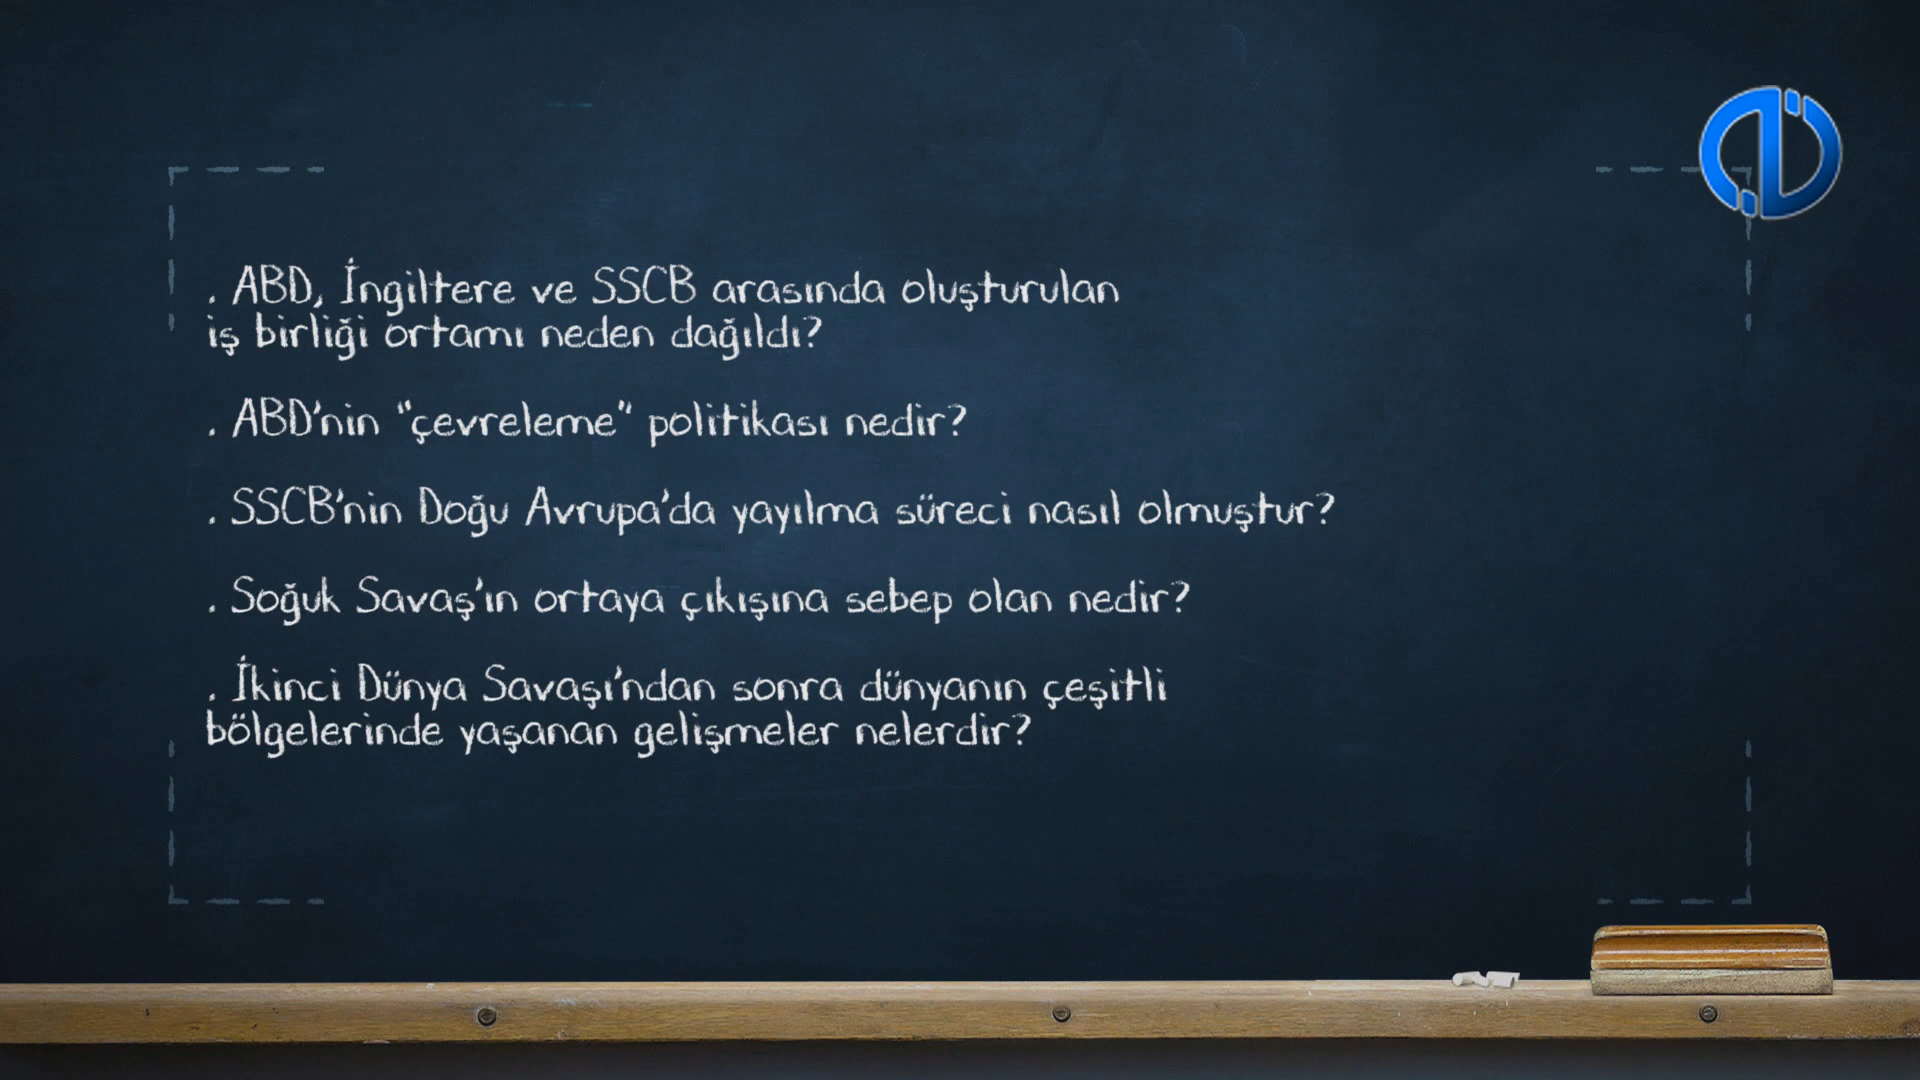 . ABD, İngiltere ve SSCB arasında oluşturulan
iş birliği ortamı neden dağıldı?
. ABD'nin "çevreleme" politikası nedir?
. SSCB'nin Doğu Avrupa'da yayılma süreci nasıl olmuştur?
. Soğuk Savaş'ın ortaya çıkışına sebep olan nedir?
. İkinci Dünya Savaşı'ndan sonra dünyanın çeşitli
bölgelerinde yaşanan gelişmeler nelerdir?